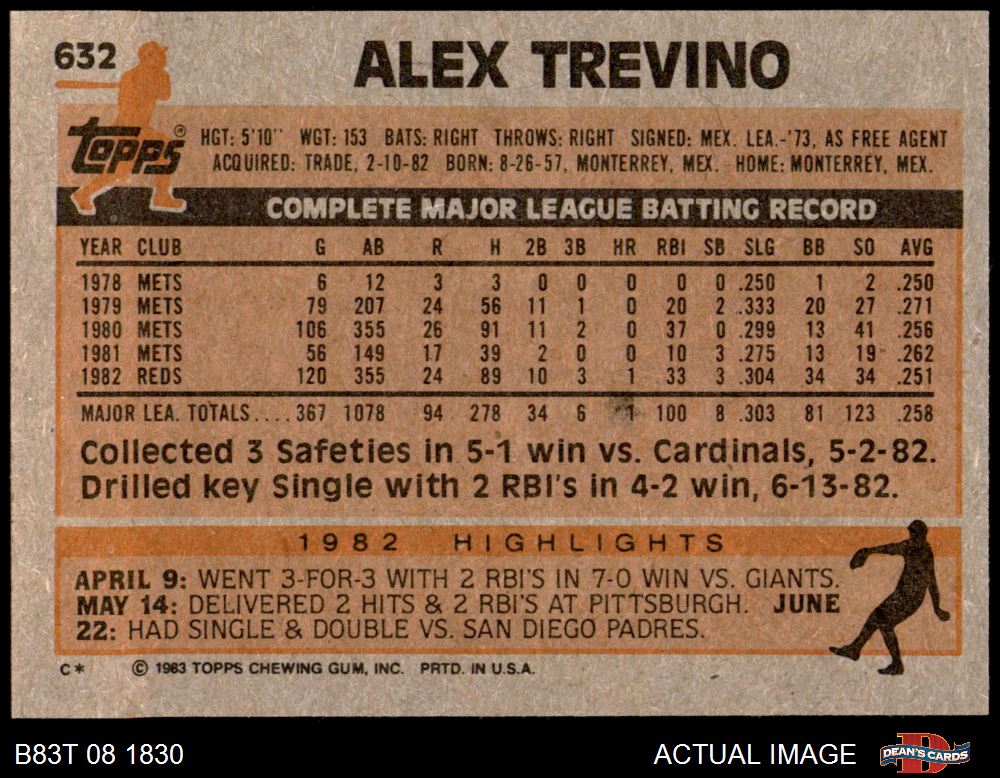 632
ALEX TREVINO
topps®
HGT: 5'10" WGT: 153 BATS: RIGHT THROWS: RIGHT SIGNED: MEX. LEA.-'73, AS FREE AGENT
ACQUIRED: TRADE, 2-10-82 BORN: 8-26-57, MONTERREY, MEX. HOME: MONTERREY, MEX.
COMPLETE MAJOR LEAGUE BATTING RECORD
YEAR CLUB G AB R H 2B 3B HR RBI SB SLG BB SO AVG
1978 METS 6 12 3 3 0 0 0 0 0 .250 1 2 .250
1979 METS 79 207 24 56 11 1 0 20 2 .333 20 27 .271
1980 METS 106 355 26 91 11 2 0 37 0 .299 13 41 .256
1981 METS 56 149 17 39 2 0 0 10 3 .275 13 19 .262
1982 REDS 120 355 24 89 10 3 1 33 3 .304 34 34 .251
MAJOR LEA. TOTALS.... 367 1078 94 278 34 6 1 100 8 .303 81 123 .258
Collected 3 Safeties in 5-1 win vs. Cardinals, 5-2-82.
Drilled key Single with 2 RBI's in 4-2 win, 6-13-82.
1982 HIGHLIGHTS
APRIL 9: WENT 3-FOR-3 WITH 2 RBI'S IN 7-0 WIN VS. GIANTS.
MAY 14: DELIVERED 2 HITS & 2 RBI'S AT PITTSBURGH. JUNE
22: HAD SINGLE & DOUBLE VS. SAN DIEGO PADRES.
C* © 1983 TOPPS CHEWING GUM, INC. PRTD. IN U.S.A.
B83T 08 1830
ACTUAL IMAGE
DEAN'S CARDS